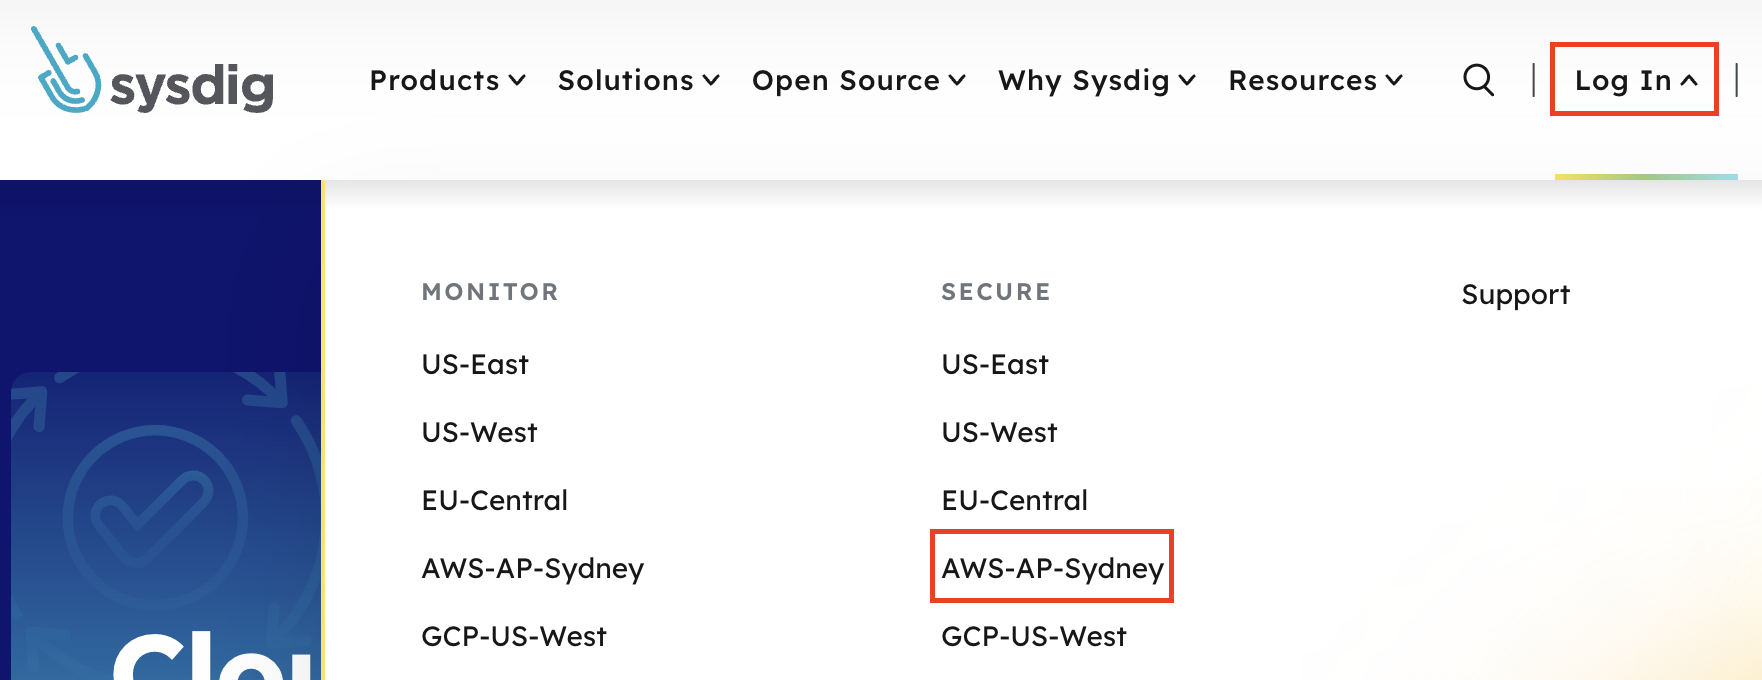 sysdig
Products Solutions Open Source Why Sysdig Resources Log In
MONITOR
US-East
US-West
EU-Central
AWS-AP-Sydney
GCP-US-West
SECURE
US-East
US-West
EU-Central
AWS-AP-Sydney
GCP-US-West
Support